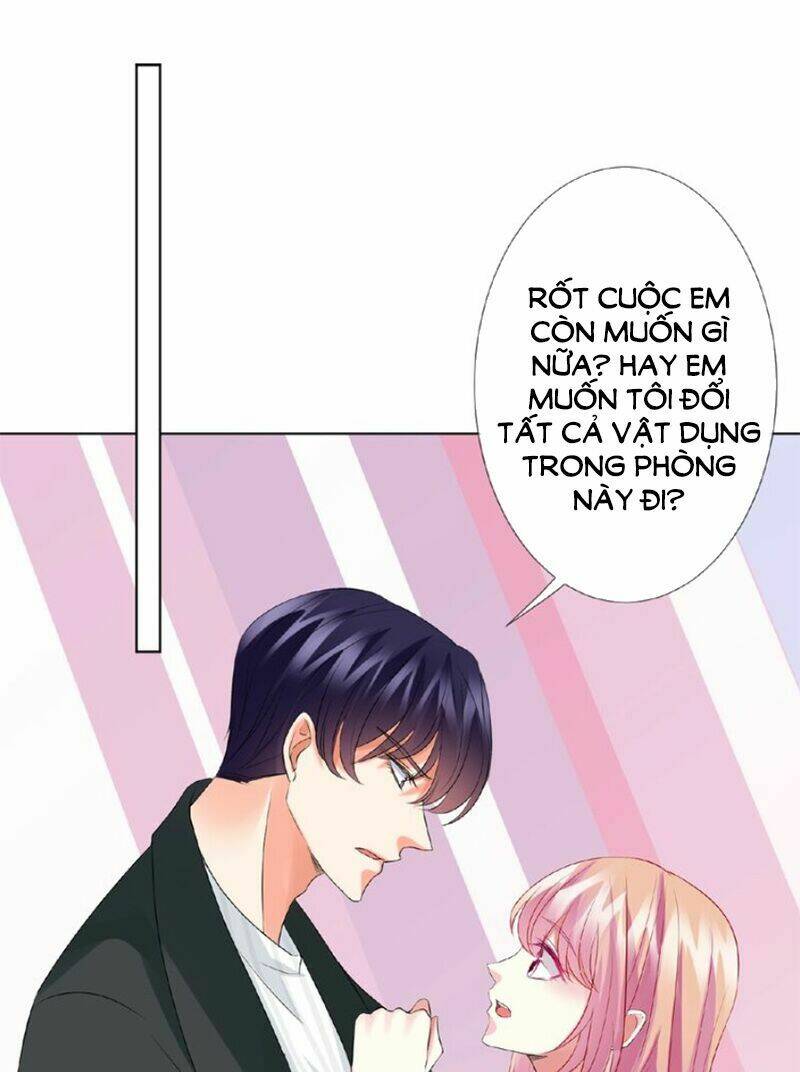 RỐT CUỘC EM
CÒN MUỐN GÌ
NỮA? HAY EM
MUỐN TÔI ĐỔI
TẤT CẢ VẬT DỤNG
TRONG PHÒNG
NÀY ĐI?